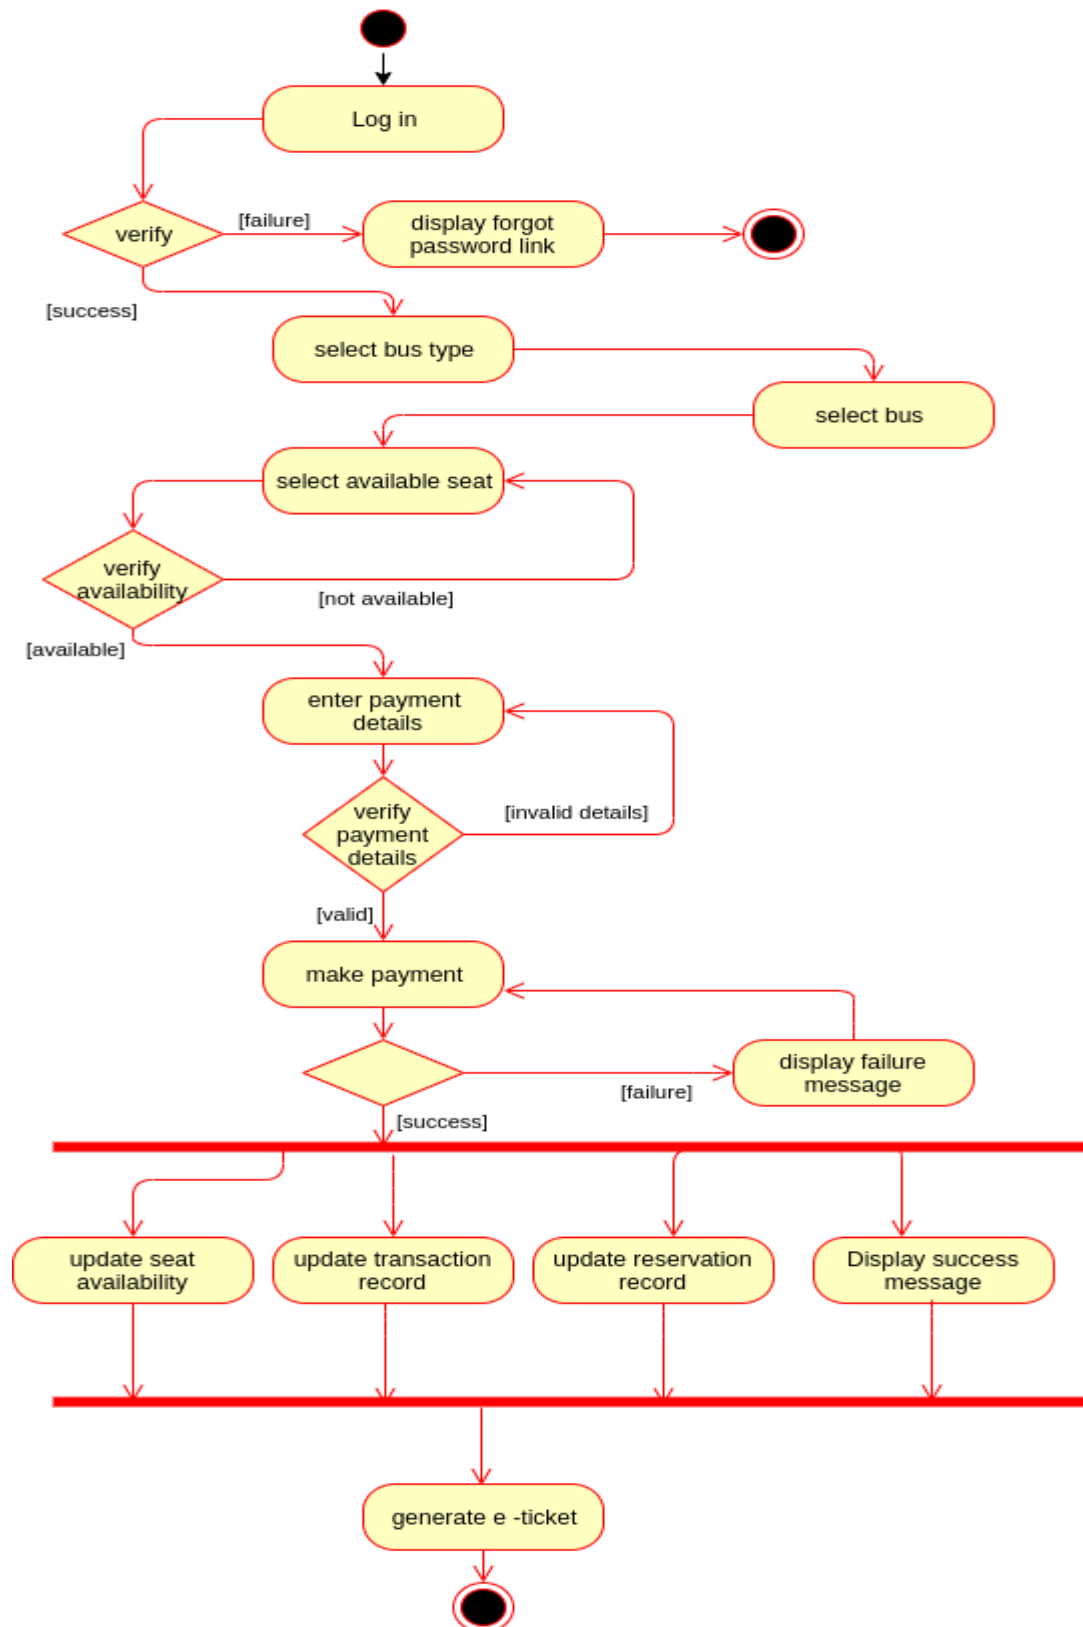 Log in
verify
[failure]
display forgot
password link
[success]
select bus type
select bus
select available seat
verify
availability
[not available]
[available]
enter payment
details
verify
payment
details
[invalid details]
[valid]
make payment
display failure
message
[failure]
[success]
update seat
availability
update transaction
record
update reservation
record
Display success
message
generate e -ticket